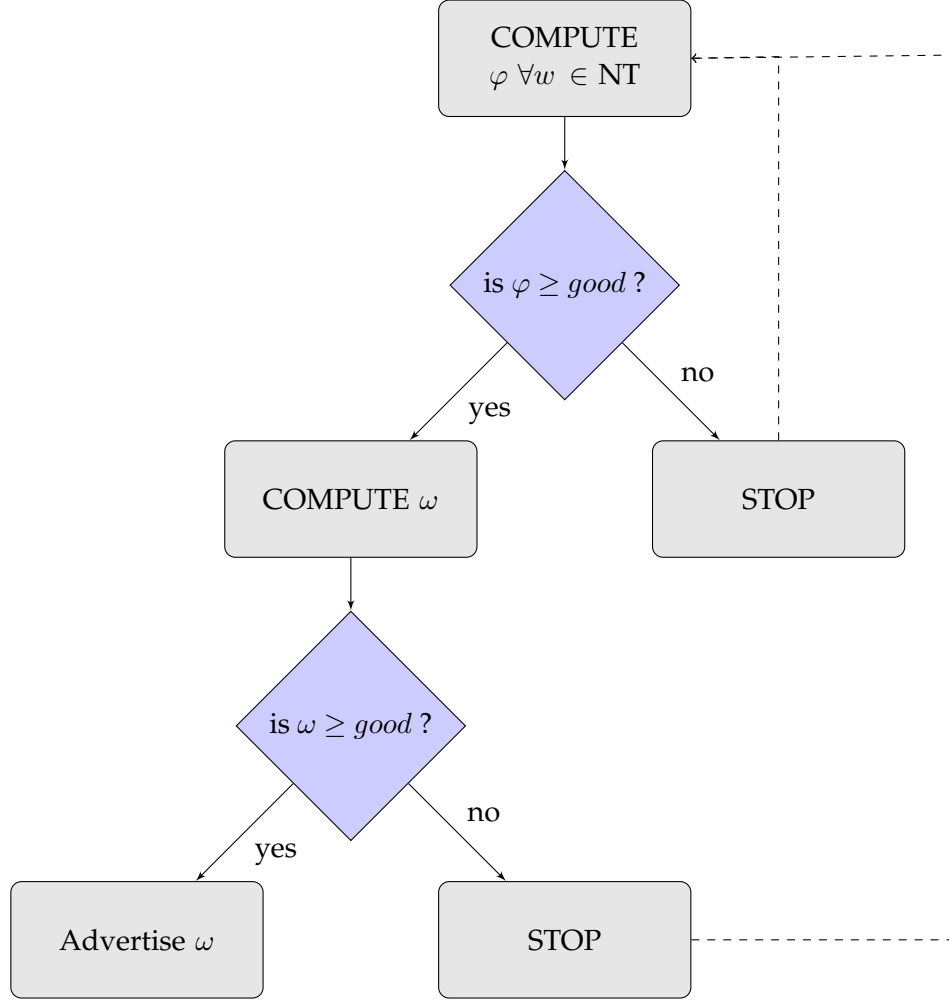 COMPUTE
φ ∀w ∈ NT
is φ ≥ good ?
no
yes
COMPUTE ω
STOP
is ω ≥ good ?
no
yes
Advertise ω
STOP